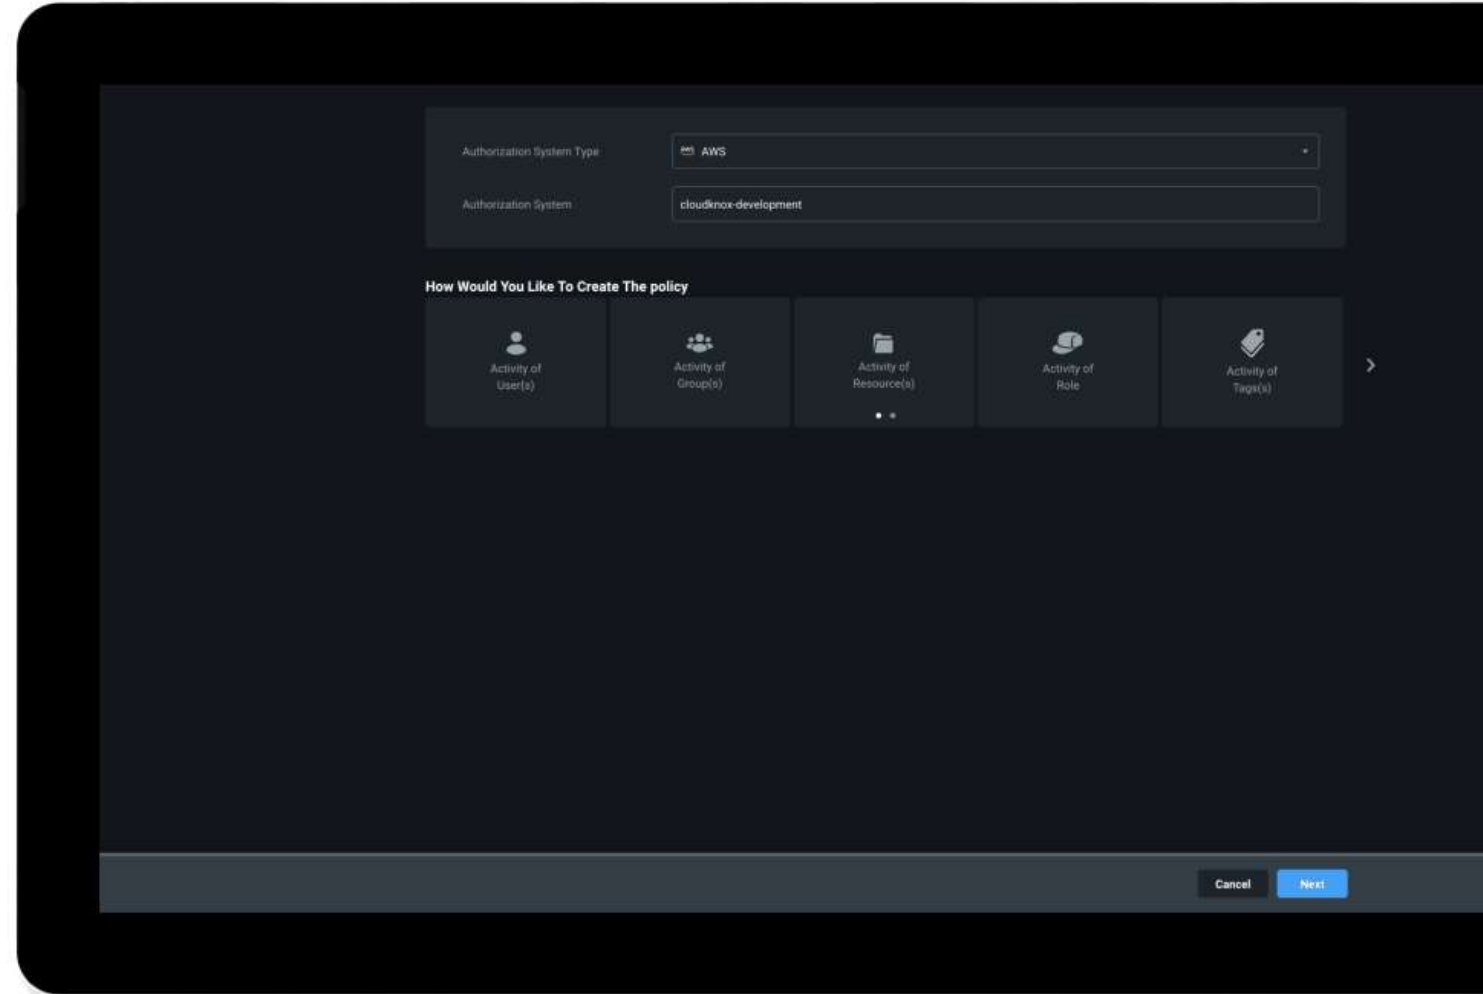 Authorization System Type
aws AWS
Authorization System
cloudknox-development
How Would You Like To Create The policy
Activity of
User(s)
Activity of
Group(s)
Activity of
Resource(s)
Activity of
Role
Activity of
Tags(s)
Cancel
Next